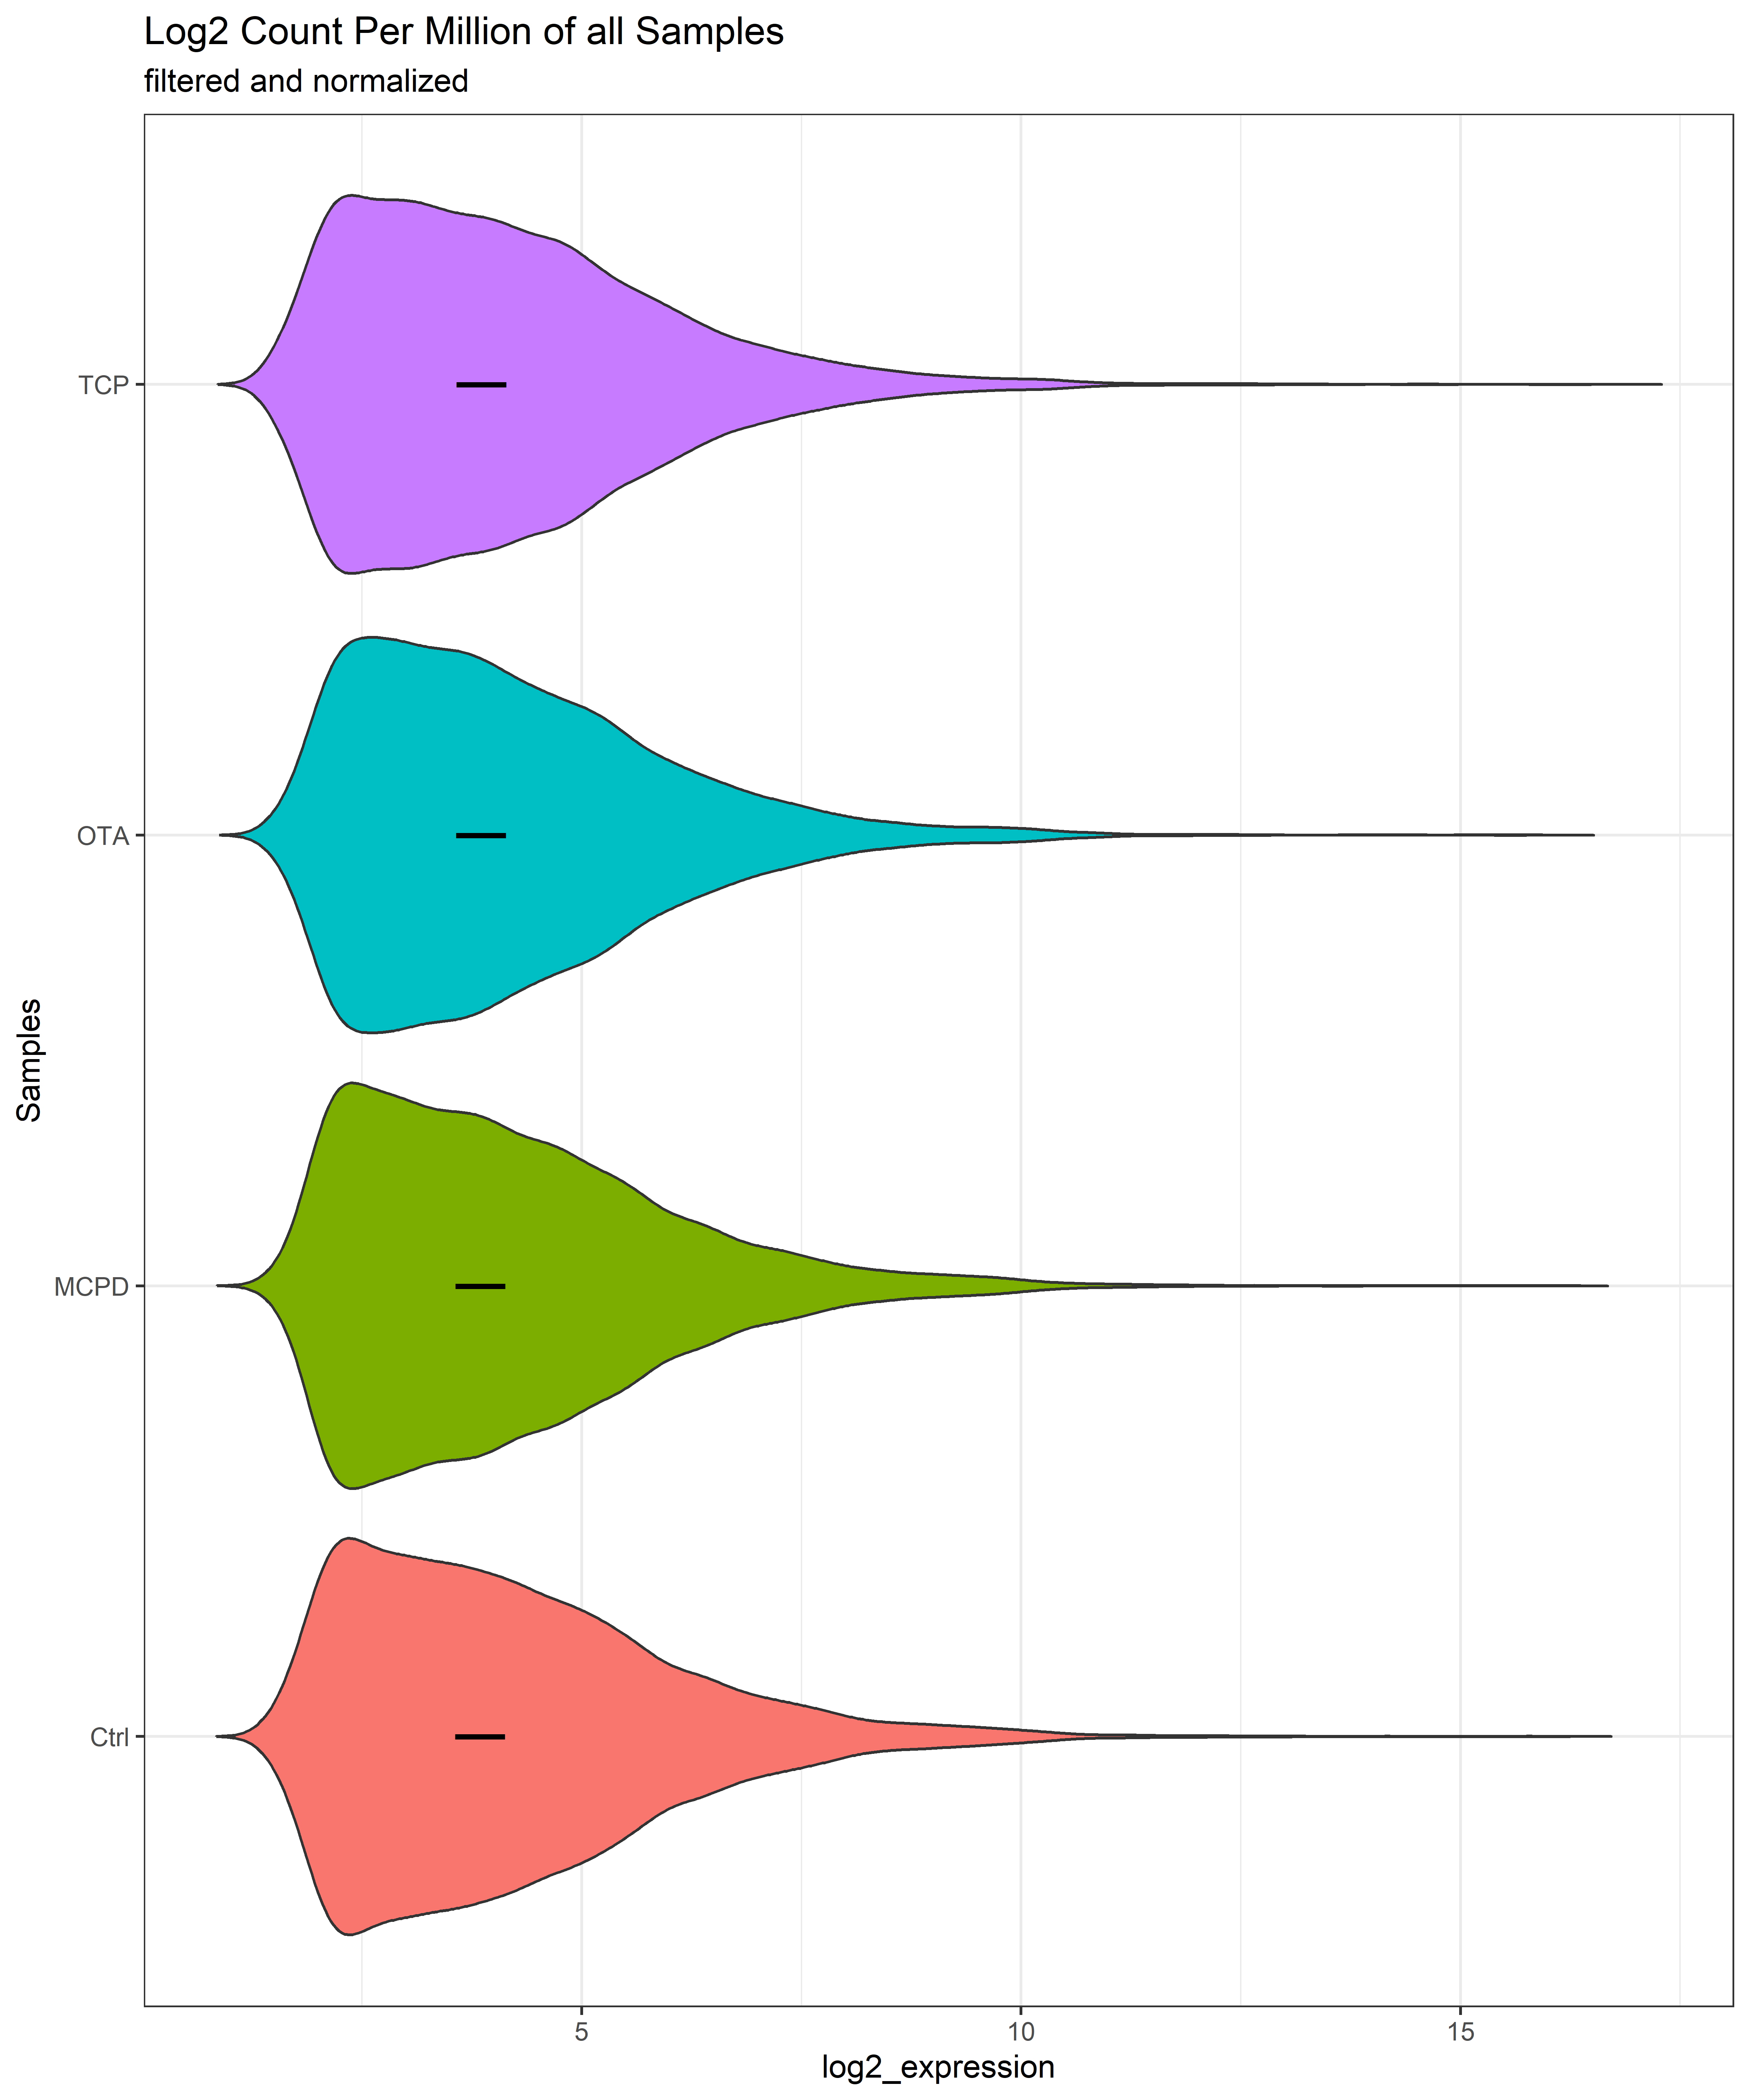 Log2 Count Per Million of all Samples
filtered and normalized
TCP
OTA
MCPD
Ctrl
Samples
5
10
15
log2_expression